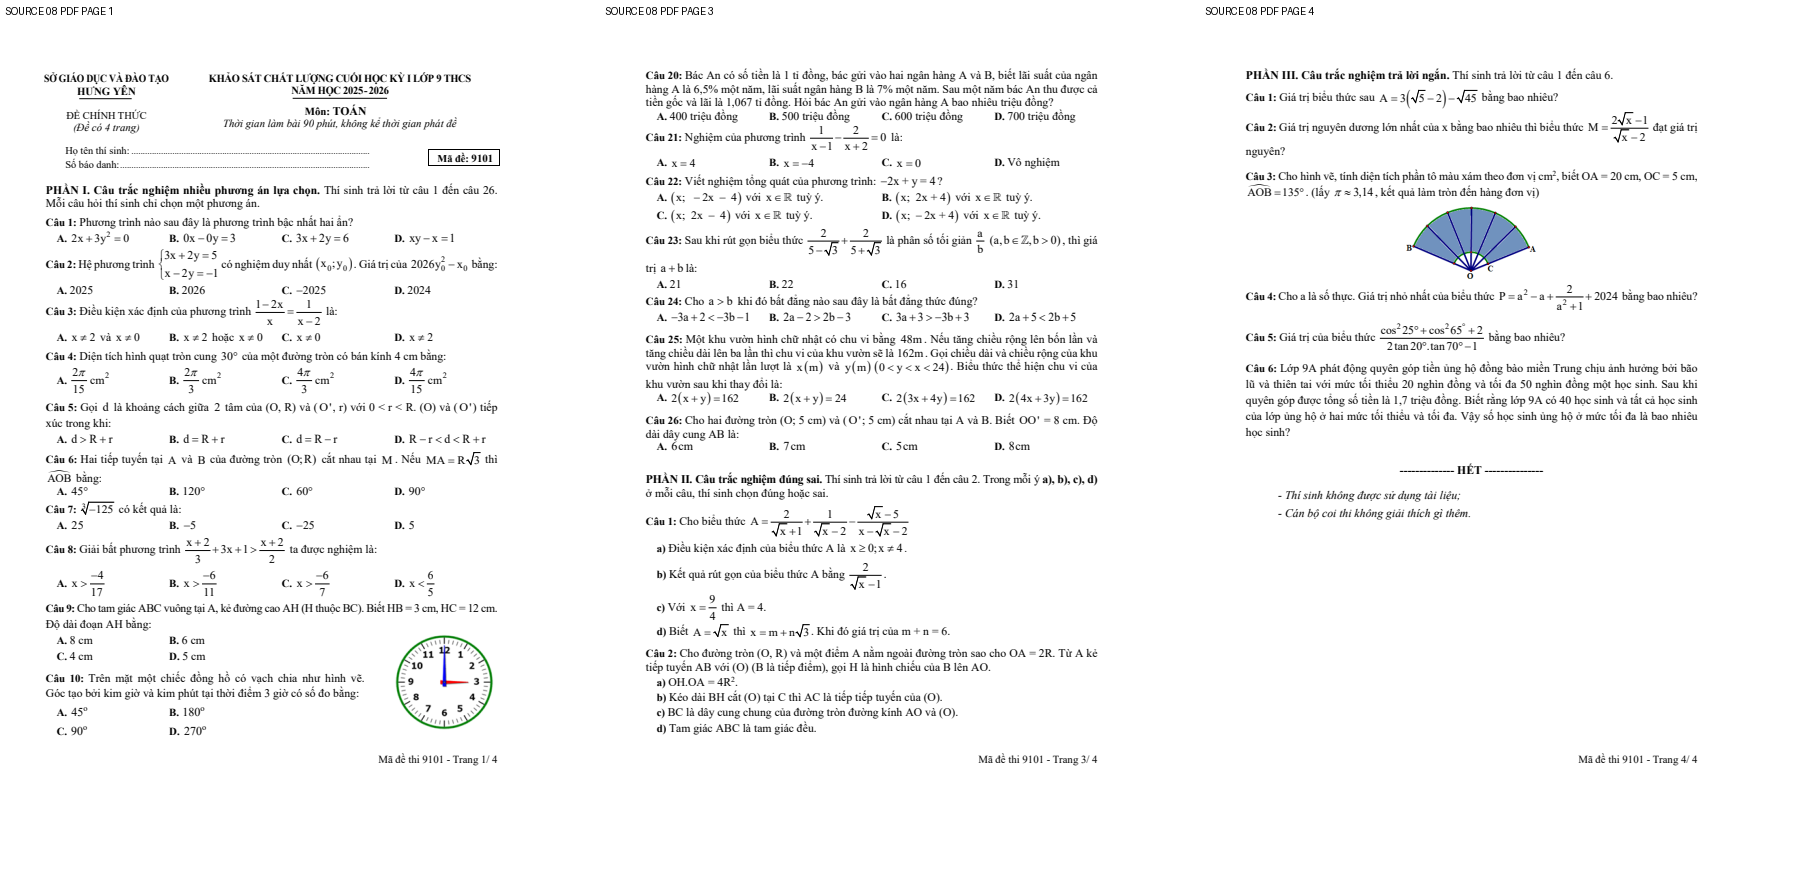 SOURCE 08 PDF PAGE 1
SỞ GIÁO DỤC VÀ ĐÀO TẠO
HƯNG YÊN
ĐỀ CHÍNH THỨC
(Đề có 4 trang)
KHẢO SÁT CHẤT LƯỢNG CUỐI HỌC KỲ I LỚP 9 THCS
NĂM HỌC 2025-2026
Môn: TOÁN
Thời gian làm bài 90 phút, không kể thời gian phát đề
Họ tên thí sinh: ........................................
Số báo danh: ........................................
Mã đề: 9101
PHẦN I. Câu trắc nghiệm nhiều phương án lựa chọn. Thí sinh trả lời từ câu 1 đến câu 26.
Mỗi câu hỏi thí sinh chỉ chọn một phương án.
Câu 1: Phương trình nào sau đây là phương trình bậc nhất hai ẩn?
A. 2x + 3y² = 0 B. 0x − 0y = 3 C. 3x + 2y = 6 D. xy − x = 1
Câu 2: Hệ phương trình {3x + 2y = 5; x − 2y = −1 có nghiệm duy nhất (x₀; y₀). Giá trị của 2026y₀² − x₀ bằng:
A. 2025 B. 2026 C. −2025 D. 2024
Câu 3: Điều kiện xác định của phương trình (1 − 2x)/x = 1/(x − 2) là:
A. x ≠ 2 và x ≠ 0 B. x ≠ 2 hoặc x ≠ 0 C. x ≠ 0 D. x ≠ 2
Câu 4: Diện tích hình quạt tròn cung 30° của một đường tròn có bán kính 4 cm bằng:
A. 2π/15 cm² B. 2π/3 cm² C. 4π/3 cm² D. 4π/15 cm²
Câu 5: Gọi d là khoảng cách giữa 2 tâm của (O, R) và (O', r) với 0 < r < R. (O) và (O') tiếp
xúc trong khi:
A. d > R + r B. d = R + r C. d = R − r D. R − r < d < R + r
Câu 6: Hai tiếp tuyến tại A và B của đường tròn (O; R) cắt nhau tại M. Nếu MA = R√3 thì
AOB bằng:
A. 45° B. 120° C. 60° D. 90°
Câu 7: ∛−125 có kết quả là:
A. 25 B. −5 C. −25 D. 5
Câu 8: Giải bất phương trình (x + 2)/3 + 3x + 1 > (x + 2)/2 ta được nghiệm là:
A. x > −4/17 B. x > −6/11 C. x > −6/7 D. x < 6/5
Câu 9: Cho tam giác ABC vuông tại A, kẻ đường cao AH (H thuộc BC). Biết HB = 3 cm, HC = 12 cm.
Độ dài đoạn AH bằng:
A. 8 cm B. 6 cm
C. 4 cm D. 5 cm
Câu 10: Trên mặt một chiếc đồng hồ có vạch chia như hình vẽ.
Góc tạo bởi kim giờ và kim phút tại thời điểm 3 giờ có số đo bằng:
A. 45° B. 180°
C. 90° D. 270°
12 1 2 3 4 5 6 7 8 9 10 11
Mã đề thi 9101 - Trang 1/ 4
SOURCE 08 PDF PAGE 3
Câu 20: Bác An có số tiền là 1 tỉ đồng, bác gửi vào hai ngân hàng A và B, biết lãi suất của ngân
hàng A là 6,5% một năm, lãi suất ngân hàng B là 7% một năm. Sau một năm bác An thu được cả
tiền gốc và lãi là 1,067 tỉ đồng. Hỏi bác An gửi vào ngân hàng A bao nhiêu triệu đồng?
A. 400 triệu đồng B. 500 triệu đồng C. 600 triệu đồng D. 700 triệu đồng
Câu 21: Nghiệm của phương trình 1/(x − 1) − 2/(x + 2) = 0 là:
A. x = 4 B. x = −4 C. x = 0 D. Vô nghiệm
Câu 22: Viết nghiệm tổng quát của phương trình: −2x + y = 4?
A. (x; −2x − 4) với x ∈ ℝ tuỳ ý. B. (x; 2x + 4) với x ∈ ℝ tuỳ ý.
C. (x; 2x − 4) với x ∈ ℝ tuỳ ý. D. (x; −2x + 4) với x ∈ ℝ tuỳ ý.
Câu 23: Sau khi rút gọn biểu thức 2/(5 − √3) + 2/(5 + √3) là phân số tối giản a/b (a, b ∈ ℤ, b > 0), thì giá
trị a + b là:
A. 21 B. 22 C. 16 D. 31
Câu 24: Cho a > b khi đó bất đẳng nào sau đây là bất đẳng thức đúng?
A. −3a + 2 < −3b − 1 B. 2a − 2 > 2b − 3 C. 3a + 3 > −3b + 3 D. 2a + 5 < 2b + 5
Câu 25: Một khu vườn hình chữ nhật có chu vi bằng 48m. Nếu tăng chiều rộng lên bốn lần và
tăng chiều dài lên ba lần thì chu vi của khu vườn sẽ là 162m. Gọi chiều dài và chiều rộng của khu
vườn hình chữ nhật lần lượt là x(m) và y(m) (0 < y < x < 24). Biểu thức thể hiện chu vi của
khu vườn sau khi thay đổi là:
A. 2(x + y) = 162 B. 2(x + y) = 24 C. 2(3x + 4y) = 162 D. 2(4x + 3y) = 162
Câu 26: Cho hai đường tròn (O; 5 cm) và (O'; 5 cm) cắt nhau tại A và B. Biết OO' = 8 cm. Độ
dài dây cung AB là:
A. 6cm B. 7cm C. 5cm D. 8cm
PHẦN II. Câu trắc nghiệm đúng sai. Thí sinh trả lời từ câu 1 đến câu 2. Trong mỗi ý a), b), c), d)
ở mỗi câu, thí sinh chọn đúng hoặc sai.
Câu 1: Cho biểu thức A = 2/(√x + 1) + 1/(√x − 2) − (√x − 5)/(x − √x − 2)
a) Điều kiện xác định của biểu thức A là x ≥ 0; x ≠ 4.
b) Kết quả rút gọn của biểu thức A bằng 2/(√x − 1).
c) Với x = 9/4 thì A = 4.
d) Biết A = √x thì x = m + n√3. Khi đó giá trị của m + n = 6.
Câu 2: Cho đường tròn (O, R) và một điểm A nằm ngoài đường tròn sao cho OA = 2R. Từ A kẻ
tiếp tuyến AB với (O) (B là tiếp điểm), gọi H là hình chiếu của B lên AO.
a) OH.OA = 4R².
b) Kéo dài BH cắt (O) tại C thì AC là tiếp tiếp tuyến của (O).
c) BC là dây cung chung của đường tròn đường kính AO và (O).
d) Tam giác ABC là tam giác đều.
Mã đề thi 9101 - Trang 3/ 4
SOURCE 08 PDF PAGE 4
PHẦN III. Câu trắc nghiệm trả lời ngắn. Thí sinh trả lời từ câu 1 đến câu 6.
Câu 1: Giá trị biểu thức sau A = 3(√5 − 2) − √45 bằng bao nhiêu?
Câu 2: Giá trị nguyên dương lớn nhất của x bằng bao nhiêu thì biểu thức M = (2√x − 1)/(√x − 2) đạt giá trị
nguyên?
Câu 3: Cho hình vẽ, tính diện tích phần tô màu xám theo đơn vị cm², biết OA = 20 cm, OC = 5 cm,
AOB = 135°. (lấy π ≈ 3,14, kết quả làm tròn đến hàng đơn vị)
B A O C
Câu 4: Cho a là số thực. Giá trị nhỏ nhất của biểu thức P = a² − a + 2/(a² + 1) + 2024 bằng bao nhiêu?
Câu 5: Giá trị của biểu thức (cos² 25° + cos² 65° + 2)/(2 tan 20°. tan 70° − 1) bằng bao nhiêu?
Câu 6: Lớp 9A phát động quyên góp tiền ủng hộ đồng bào miền Trung chịu ảnh hưởng bởi bão
lũ và thiên tai với mức tối thiểu 20 nghìn đồng và tối đa 50 nghìn đồng một học sinh. Sau khi
quyên góp được tổng số tiền là 1,7 triệu đồng. Biết rằng lớp 9A có 40 học sinh và tất cả học sinh
của lớp ủng hộ ở hai mức tối thiểu và tối đa. Vậy số học sinh ủng hộ ở mức tối đa là bao nhiêu
học sinh?
-------------- HẾT ---------------
- Thí sinh không được sử dụng tài liệu;
- Cán bộ coi thi không giải thích gì thêm.
Mã đề thi 9101 - Trang 4/ 4